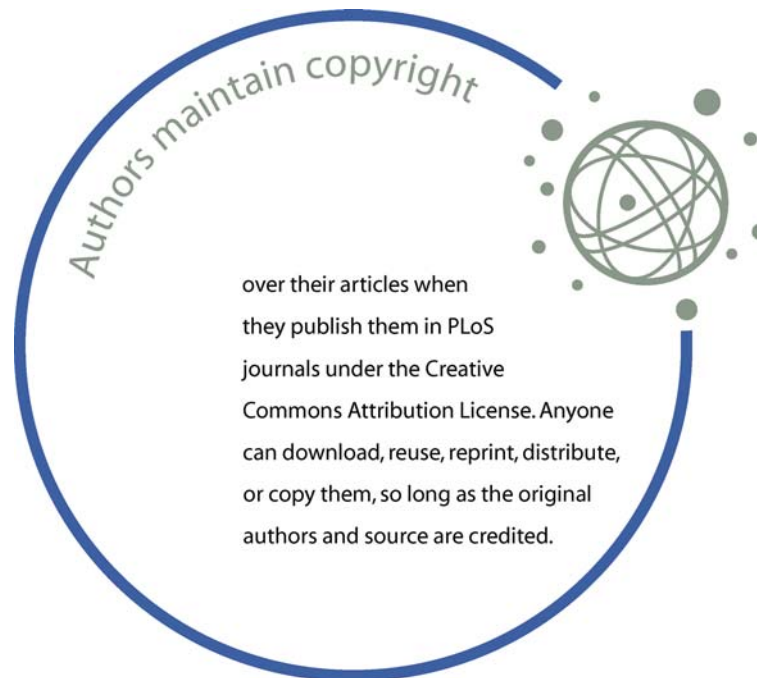 Authors maintain copyright
over their articles when
they publish them in PLoS
journals under the Creative
Commons Attribution License. Anyone
can download, reuse, reprint, distribute,
or copy them, so long as the original
authors and source are credited.